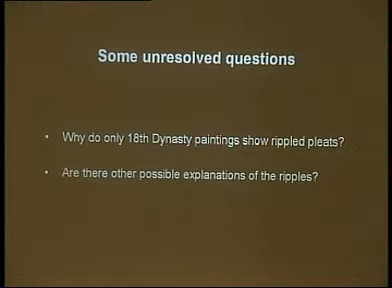 Some unresolved questions
• Why do only 18th Dynasty paintings show rippled pleats?
• Are there other possible explanations of the ripples?